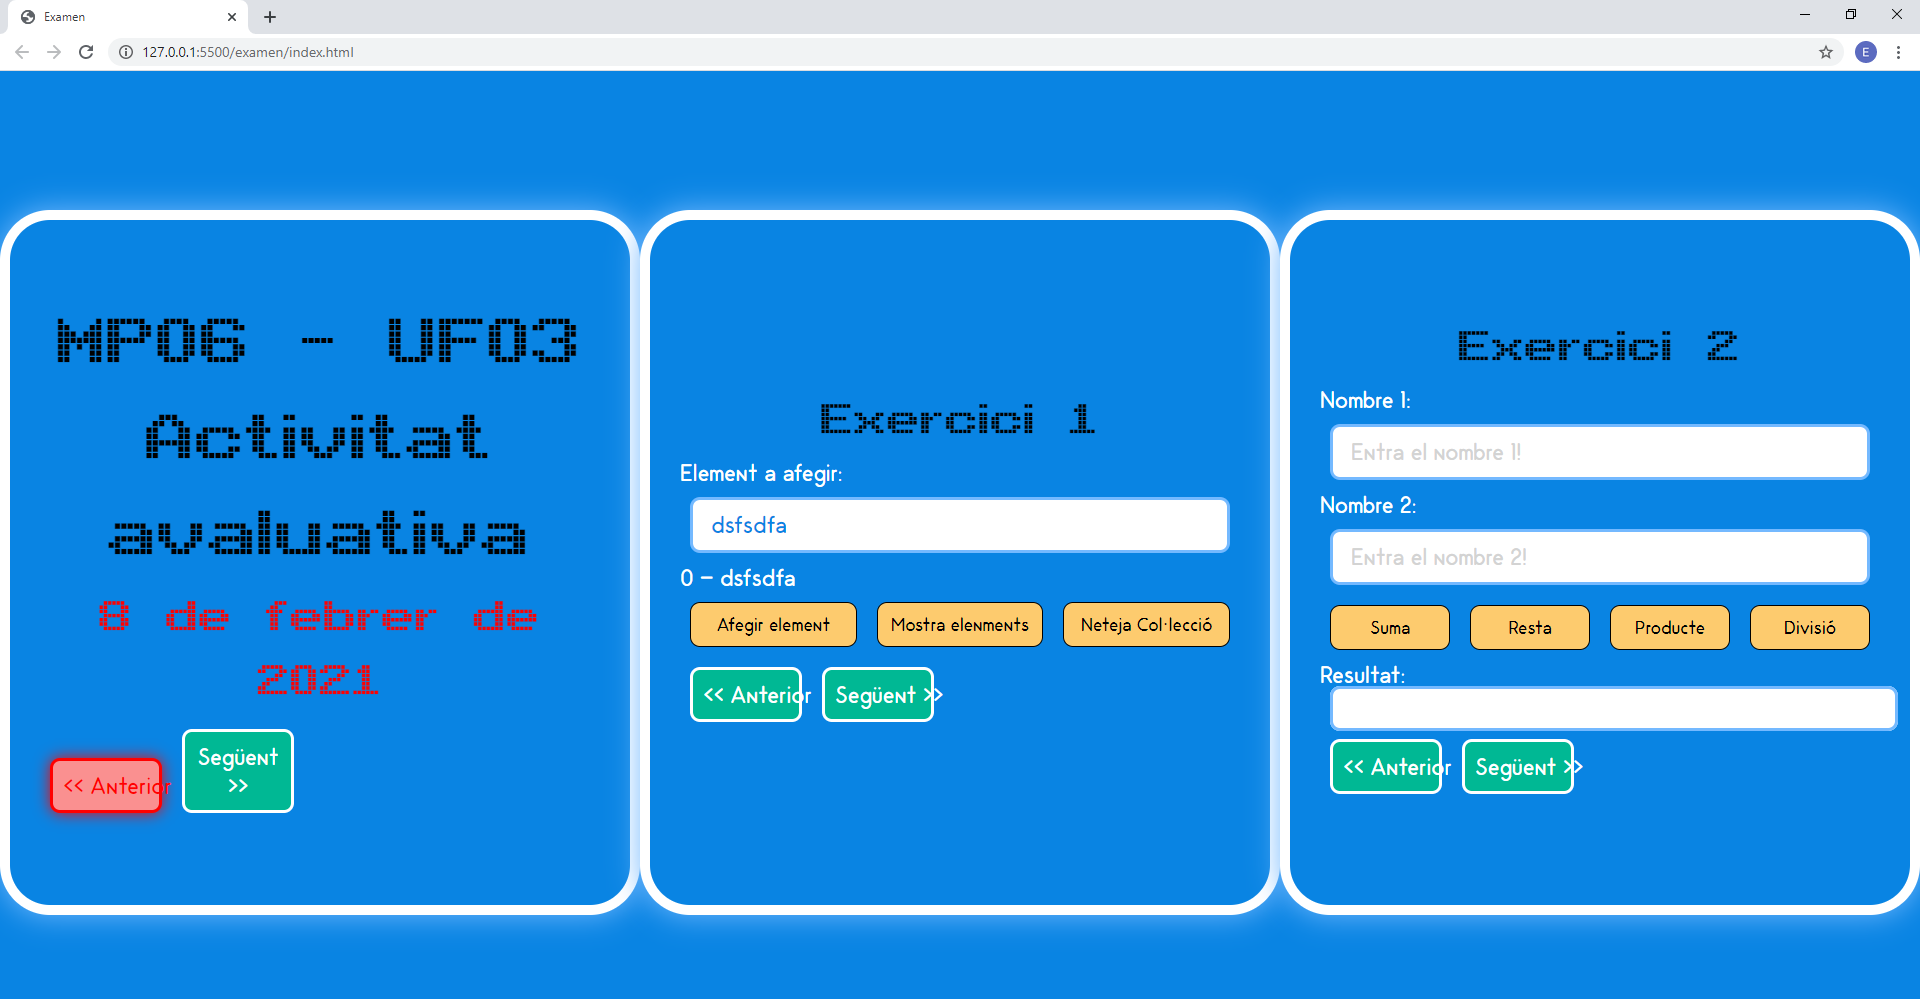 Examen
127.0.0.1:5500/examen/index.html
E
MP06 - UF03
Activitat
avaluativa
8 de febrer de
2021
<< Anterior
Següent
>>
Exercici 1
Element a afegir:
dsfsdfa
0 - dsfsdfa
Afegir element
Mostra elenments
Neteja Col·lecció
<< Anterior
Següent >>
Exercici 2
Nombre 1:
Entra el nombre 1!
Nombre 2:
Entra el nombre 2!
Suma
Resta
Producte
Divisió
Resultat:
<< Anterior
Següent >>